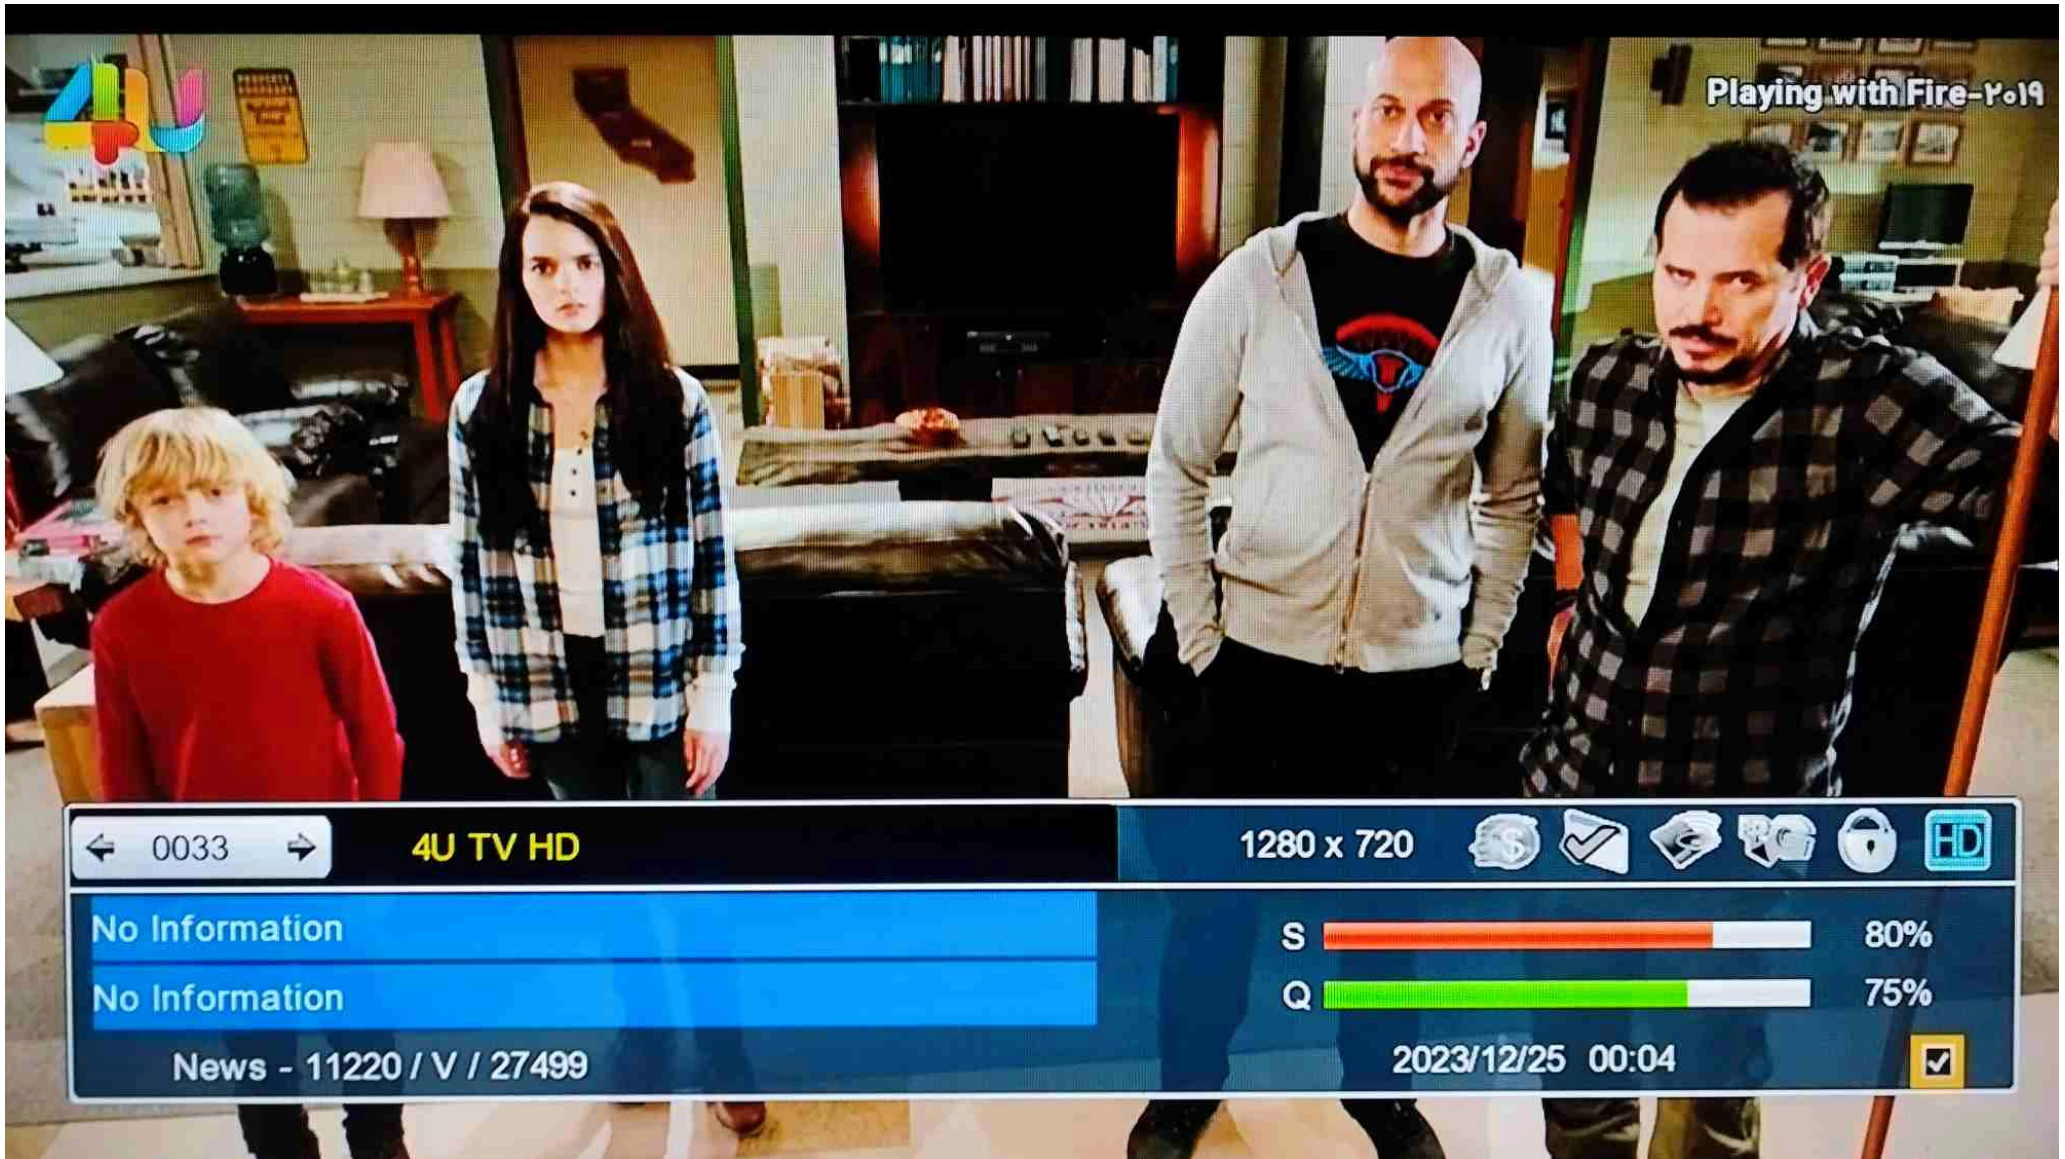 4U
Playing with Fire-۲۰۱۹
0033
4U TV HD
1280 x 720
HD
No Information
S
80%
No Information
Q
75%
News - 11220 / V / 27499
2023/12/25 00:04